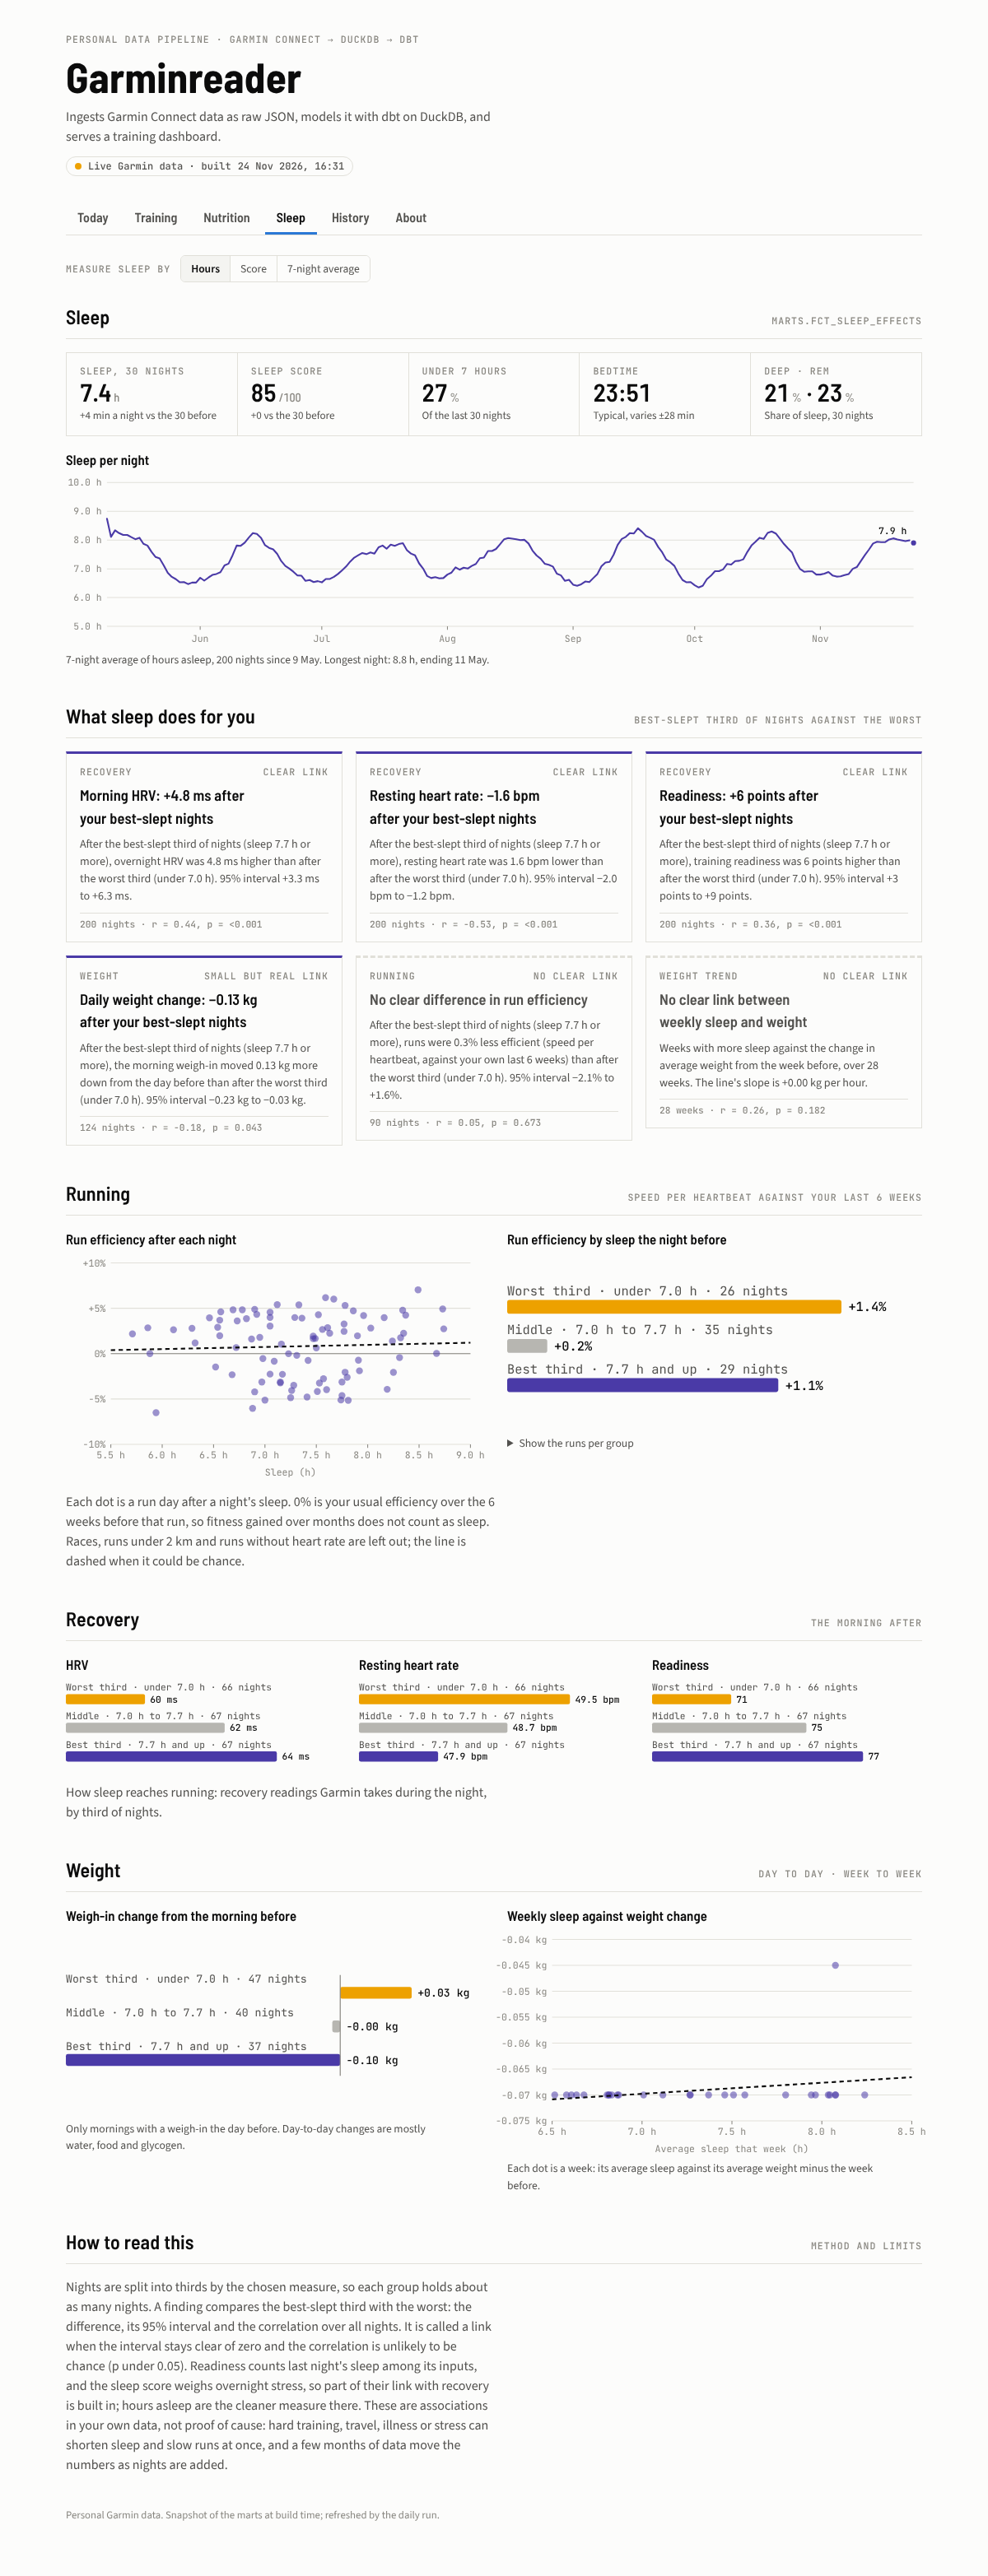 PERSONAL DATA PIPELINE · GARMIN CONNECT → DUCKDB → DBT
Garminreader
Ingests Garmin Connect data as raw JSON, models it with dbt on DuckDB, and
serves a training dashboard.
Live Garmin data · built 24 Nov 2026, 16:31
Today Training Nutrition Sleep History About
MEASURE SLEEP BY Hours Score 7-night average
Sleep MARTS.FCT_SLEEP_EFFECTS
SLEEP, 30 NIGHTS
7.4 h
+4 min a night vs the 30 before
SLEEP SCORE
85 /100
+0 vs the 30 before
UNDER 7 HOURS
27 %
Of the last 30 nights
BEDTIME
23:51
Typical, varies ±28 min
DEEP · REM
21 % · 23 %
Share of sleep, 30 nights
Sleep per night
10.0 h
9.0 h
8.0 h
7.0 h
6.0 h
5.0 h
7.9 h
Jun Jul Aug Sep Oct Nov
7-night average of hours asleep, 200 nights since 9 May. Longest night: 8.8 h, ending 11 May.
What sleep does for you BEST-SLEPT THIRD OF NIGHTS AGAINST THE WORST
RECOVERY CLEAR LINK
Morning HRV: +4.8 ms after
your best-slept nights
After the best-slept third of nights (sleep 7.7 h or
more), overnight HRV was 4.8 ms higher than after
the worst third (under 7.0 h). 95% interval +3.3 ms
to +6.3 ms.
200 nights · r = 0.44, p = <0.001
RECOVERY CLEAR LINK
Resting heart rate: −1.6 bpm
after your best-slept nights
After the best-slept third of nights (sleep 7.7 h or
more), resting heart rate was 1.6 bpm lower than
after the worst third (under 7.0 h). 95% interval −2.0
bpm to −1.2 bpm.
200 nights · r = -0.53, p = <0.001
RECOVERY CLEAR LINK
Readiness: +6 points after
your best-slept nights
After the best-slept third of nights (sleep 7.7 h or
more), training readiness was 6 points higher than
after the worst third (under 7.0 h). 95% interval +3
points to +9 points.
200 nights · r = 0.36, p = <0.001
WEIGHT SMALL BUT REAL LINK
Daily weight change: −0.13 kg
after your best-slept nights
After the best-slept third of nights (sleep 7.7 h or
more), the morning weigh-in moved 0.13 kg more
down from the day before than after the worst third
(under 7.0 h). 95% interval −0.23 kg to −0.03 kg.
124 nights · r = -0.18, p = 0.043
RUNNING NO CLEAR LINK
No clear difference in run efficiency
After the best-slept third of nights (sleep 7.7 h or
more), runs were 0.3% less efficient (speed per
heartbeat, against your own last 6 weeks) than after
the worst third (under 7.0 h). 95% interval −2.1% to
+1.6%.
90 nights · r = 0.05, p = 0.673
WEIGHT TREND NO CLEAR LINK
No clear link between
weekly sleep and weight
Weeks with more sleep against the change in
average weight from the week before, over 28
weeks. The line's slope is +0.00 kg per hour.
28 weeks · r = 0.26, p = 0.182
Running SPEED PER HEARTBEAT AGAINST YOUR LAST 6 WEEKS
Run efficiency after each night
+10%
+5%
0%
-5%
-10%
5.5 h 6.0 h 6.5 h 7.0 h 7.5 h 8.0 h 8.5 h 9.0 h
Sleep (h)
Run efficiency by sleep the night before
Worst third · under 7.0 h · 26 nights
+1.4%
Middle · 7.0 h to 7.7 h · 35 nights
+0.2%
Best third · 7.7 h and up · 29 nights
+1.1%
▶ Show the runs per group
Each dot is a run day after a night's sleep. 0% is your usual efficiency over the 6
weeks before that run, so fitness gained over months does not count as sleep.
Races, runs under 2 km and runs without heart rate are left out; the line is
dashed when it could be chance.
Recovery THE MORNING AFTER
HRV
Worst third · under 7.0 h · 66 nights
60 ms
Middle · 7.0 h to 7.7 h · 67 nights
62 ms
Best third · 7.7 h and up · 67 nights
64 ms
Resting heart rate
Worst third · under 7.0 h · 66 nights
49.5 bpm
Middle · 7.0 h to 7.7 h · 67 nights
48.7 bpm
Best third · 7.7 h and up · 67 nights
47.9 bpm
Readiness
Worst third · under 7.0 h · 66 nights
71
Middle · 7.0 h to 7.7 h · 67 nights
75
Best third · 7.7 h and up · 67 nights
77
How sleep reaches running: recovery readings Garmin takes during the night,
by third of nights.
Weight DAY TO DAY · WEEK TO WEEK
Weigh-in change from the morning before
Worst third · under 7.0 h · 47 nights
+0.03 kg
Middle · 7.0 h to 7.7 h · 40 nights
-0.00 kg
Best third · 7.7 h and up · 37 nights
-0.10 kg
Only mornings with a weigh-in the day before. Day-to-day changes are mostly
water, food and glycogen.
Weekly sleep against weight change
-0.04 kg
-0.045 kg
-0.05 kg
-0.055 kg
-0.06 kg
-0.065 kg
-0.07 kg
-0.075 kg
6.5 h 7.0 h 7.5 h 8.0 h 8.5 h
Average sleep that week (h)
Each dot is a week: its average sleep against its average weight minus the week
before.
How to read this METHOD AND LIMITS
Nights are split into thirds by the chosen measure, so each group holds about
as many nights. A finding compares the best-slept third with the worst: the
difference, its 95% interval and the correlation over all nights. It is called a link
when the interval stays clear of zero and the correlation is unlikely to be
chance (p under 0.05). Readiness counts last night's sleep among its inputs,
and the sleep score weighs overnight stress, so part of their link with recovery
is built in; hours asleep are the cleaner measure there. These are associations
in your own data, not proof of cause: hard training, travel, illness or stress can
shorten sleep and slow runs at once, and a few months of data move the
numbers as nights are added.
Personal Garmin data. Snapshot of the marts at build time; refreshed by the daily run.